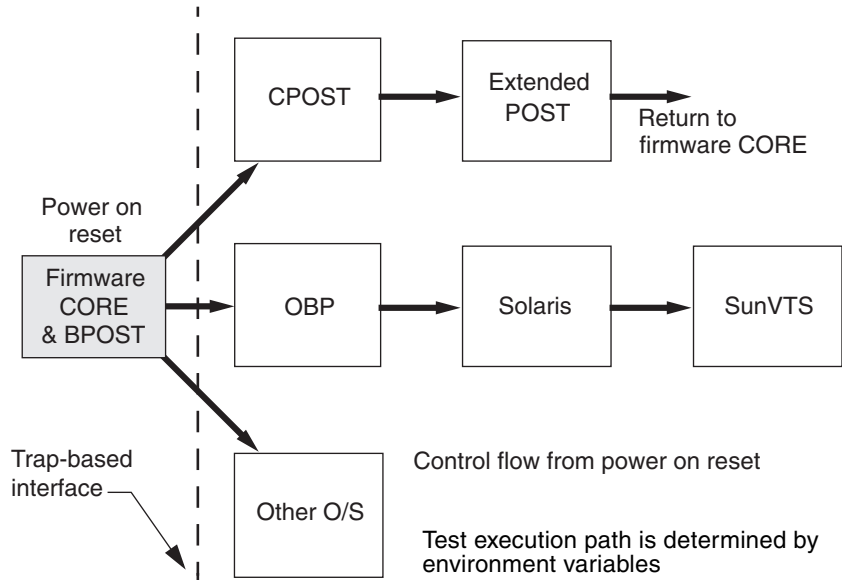 CPOST
Extended
POST
Return to
firmware CORE
Power on
reset
Firmware
CORE
& BPOST
OBP
Solaris
SunVTS
Trap-based
interface
Other O/S
Control flow from power on reset
Test execution path is determined by
environment variables